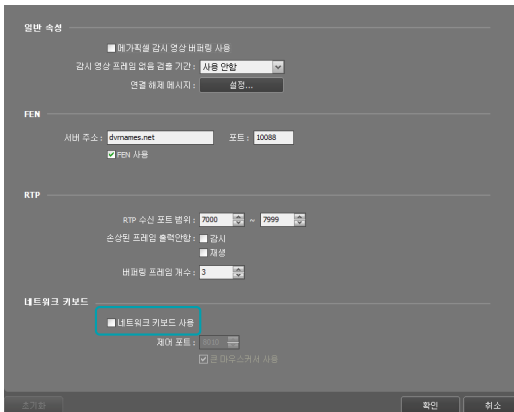 일반 속성
메가픽셀 감시 영상 버퍼링 사용
감시 영상 프레임 없음 검출 기간 : 사용 안함
연결 해제 메시지 : 설정...
FEN
서버 주소 : dvrnames.net 포트 : 10088
FEN 사용
RTP
RTP 수신 포트 범위 : 7000 ~ 7999
손상된 프레임 출력안함 : 감시
재생
버퍼링 프레임 개수 : 3
네트워크 키보드
네트워크 키보드 사용
제어 포트 : 8010
큰 마우스커서 사용
초기화 확인 취소